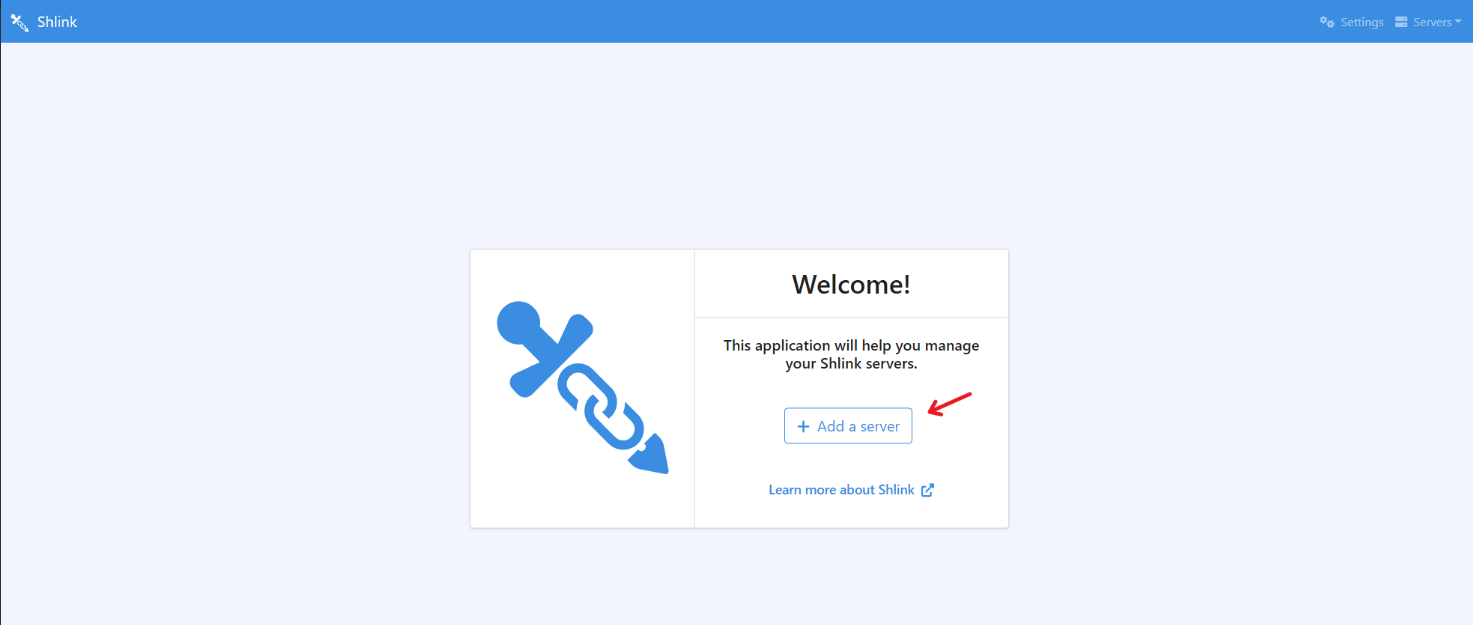 Shlink
Settings
Servers
Welcome!
This application will help you manage
your Shlink servers.
+ Add a server
Learn more about Shlink